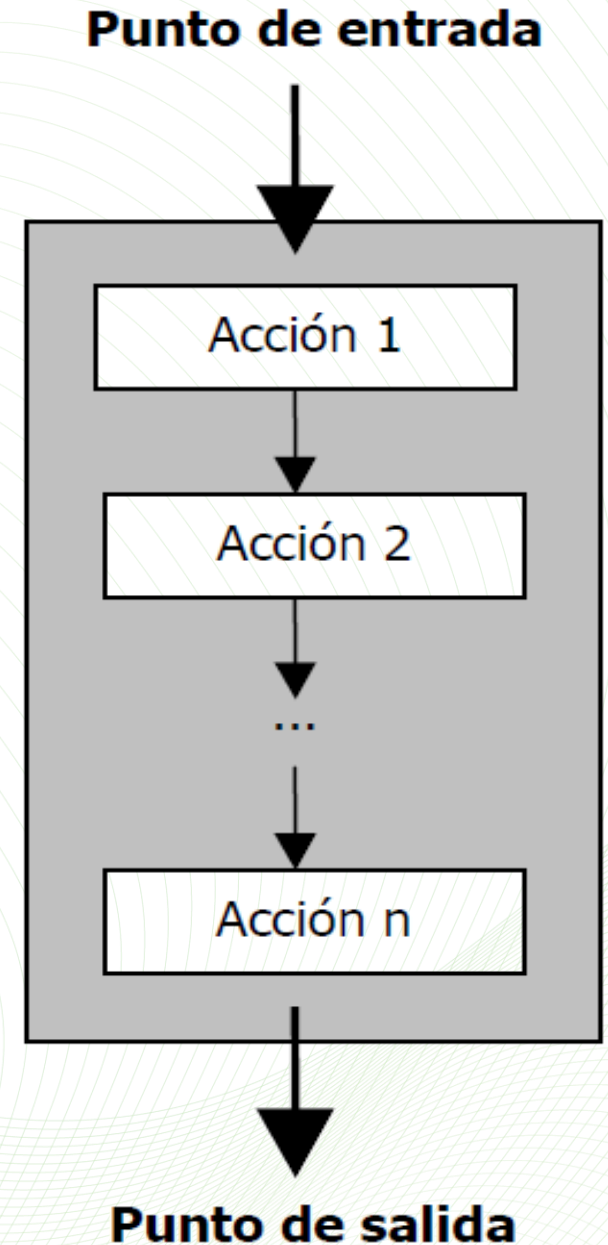 Punto de entrada
Acción 1
Acción 2
...
Acción n
Punto de salida